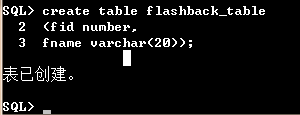 SQL> create table flashback_table
2 (fid number,
3 fname varchar(20));
表已创建。
SQL>